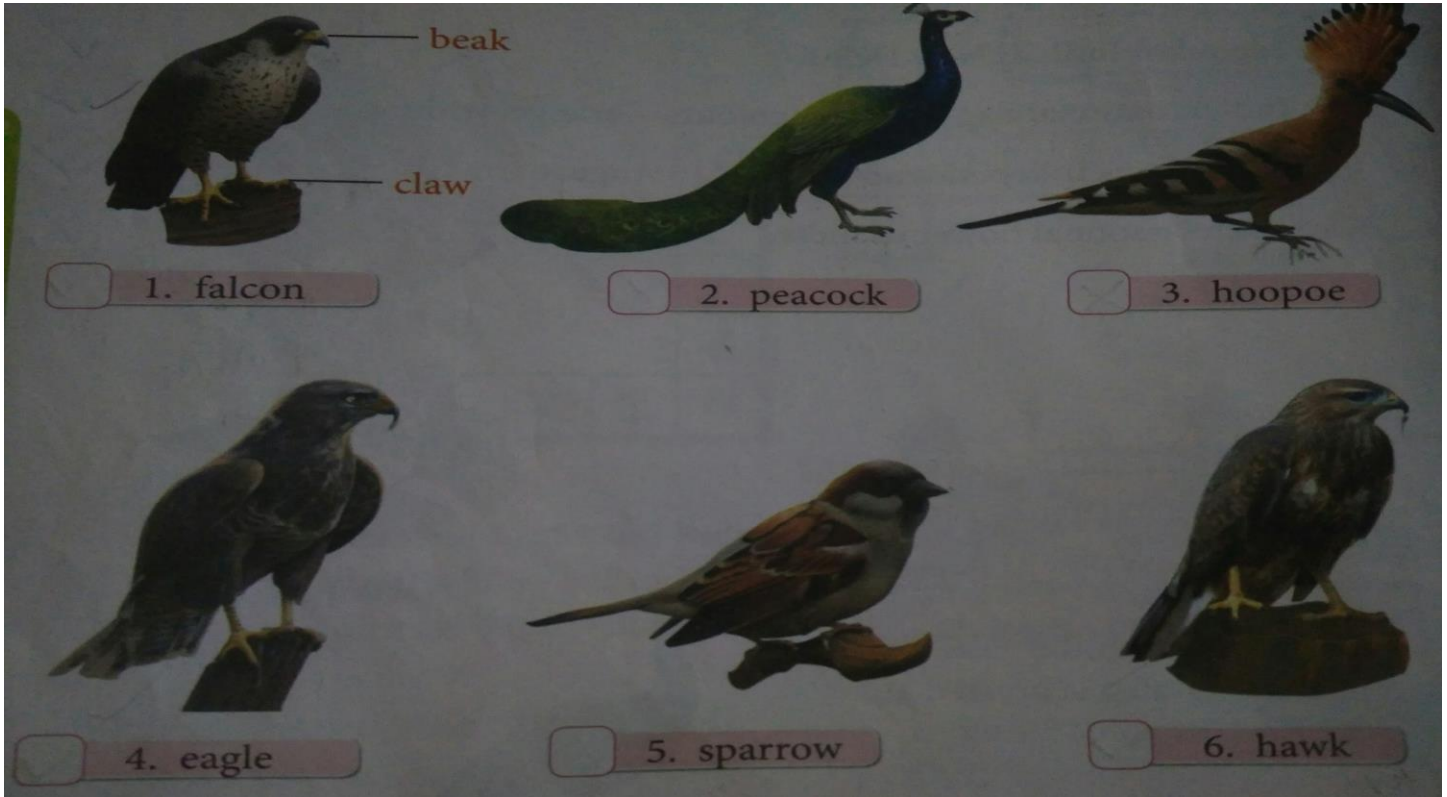 beak
claw
1. falcon
2. peacock
3. hoopoe
4. eagle
5. sparrow
6. hawk